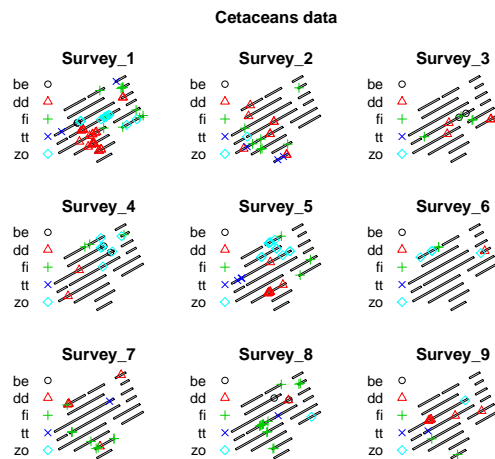 Cetaceans data
Survey_1
be
dd
fi
tt
zo
Survey_2
be
dd
fi
tt
zo
Survey_3
be
dd
fi
tt
zo
Survey_4
be
dd
fi
tt
zo
Survey_5
be
dd
fi
tt
zo
Survey_6
be
dd
fi
tt
zo
Survey_7
be
dd
fi
tt
zo
Survey_8
be
dd
fi
tt
zo
Survey_9
be
dd
fi
tt
zo